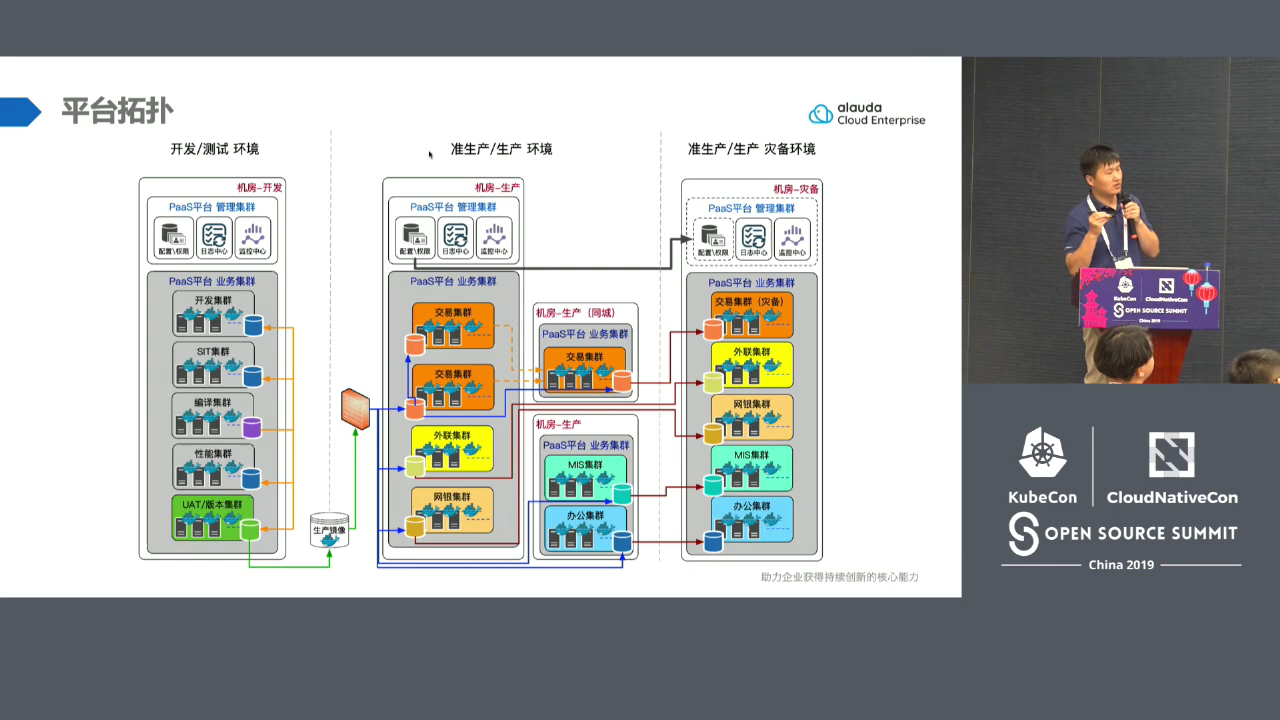 平台拓扑
alauda
Cloud Enterprise
开发/测试 环境
准生产/生产 环境
准生产/生产 灾备环境
机房-开发
PaaS平台 管理集群
配置\权限
日志中心
监控中心
PaaS平台 业务集群
开发集群
SIT集群
编译集群
性能集群
UAT/版本集群
生产镜像
机房-生产
PaaS平台 管理集群
配置\权限
日志中心
监控中心
PaaS平台 业务集群
交易集群
交易集群
外联集群
网银集群
机房-生产（同城）
PaaS平台 业务集群
交易集群
机房-生产
PaaS平台 业务集群
MIS集群
办公集群
机房-灾备
PaaS平台 管理集群
配置\权限
日志中心
监控中心
PaaS平台 业务集群
交易集群（灾备）
外联集群
网银集群
MIS集群
办公集群
助力企业获得持续创新的核心能力
KubeCon
CloudNativeCon
OPEN SOURCE SUMMIT
China 2019
KubeCon
CloudNativeCon
OPEN SOURCE SUMMIT
China 2019